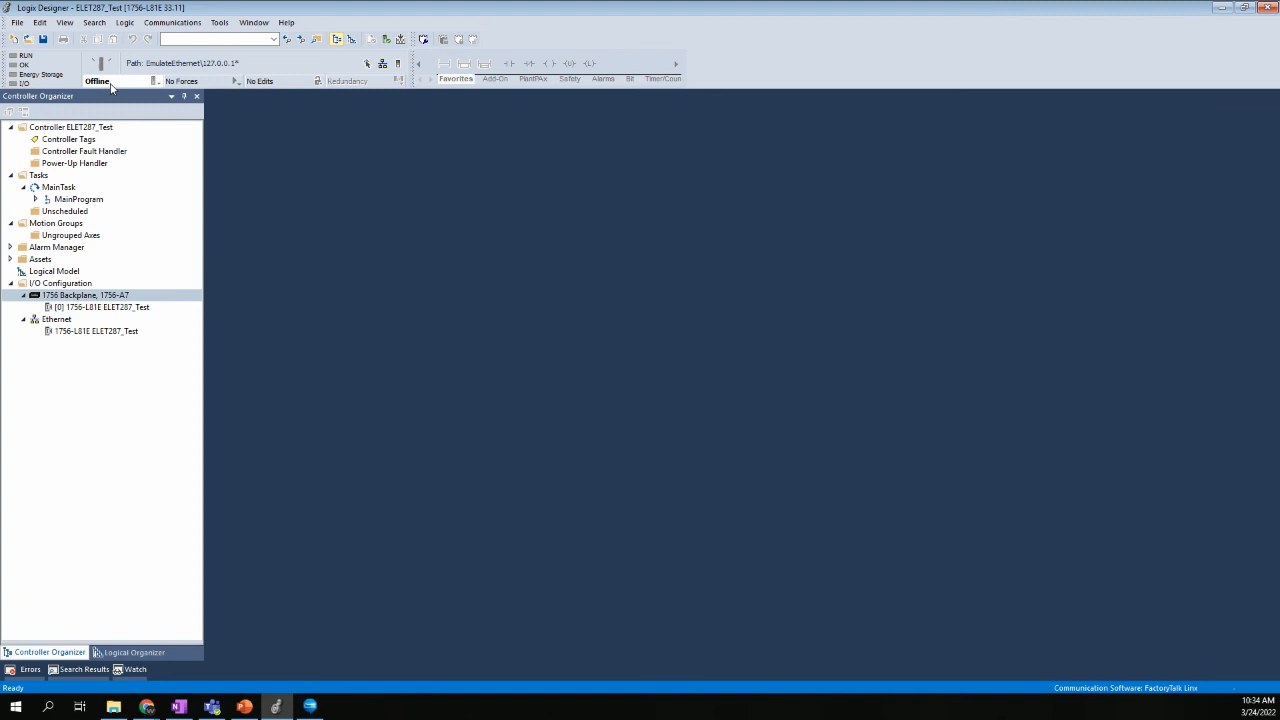 Logix Designer - ELET287_Test [1756-L81E 33.11]
File Edit View Search Logic Communications Tools Window Help
RUN
OK
Energy Storage
I/O
Path: EmulateEthernet\127.0.0.1*
Offline No Forces No Edits Redundancy
Favorites Add-On PlantPAx Safety Alarms Bit Timer/Coun
Controller Organizer
Controller ELET287_Test
Controller Tags
Controller Fault Handler
Power-Up Handler
Tasks
MainTask
MainProgram
Unscheduled
Motion Groups
Ungrouped Axes
Alarm Manager
Assets
Logical Model
I/O Configuration
1756 Backplane, 1756-A7
[0] 1756-L81E ELET287_Test
Ethernet
1756-L81E ELET287_Test
Controller Organizer Logical Organizer
Errors Search Results Watch
Ready Communication Software: FactoryTalk Linx
10:34 AM
3/24/2022